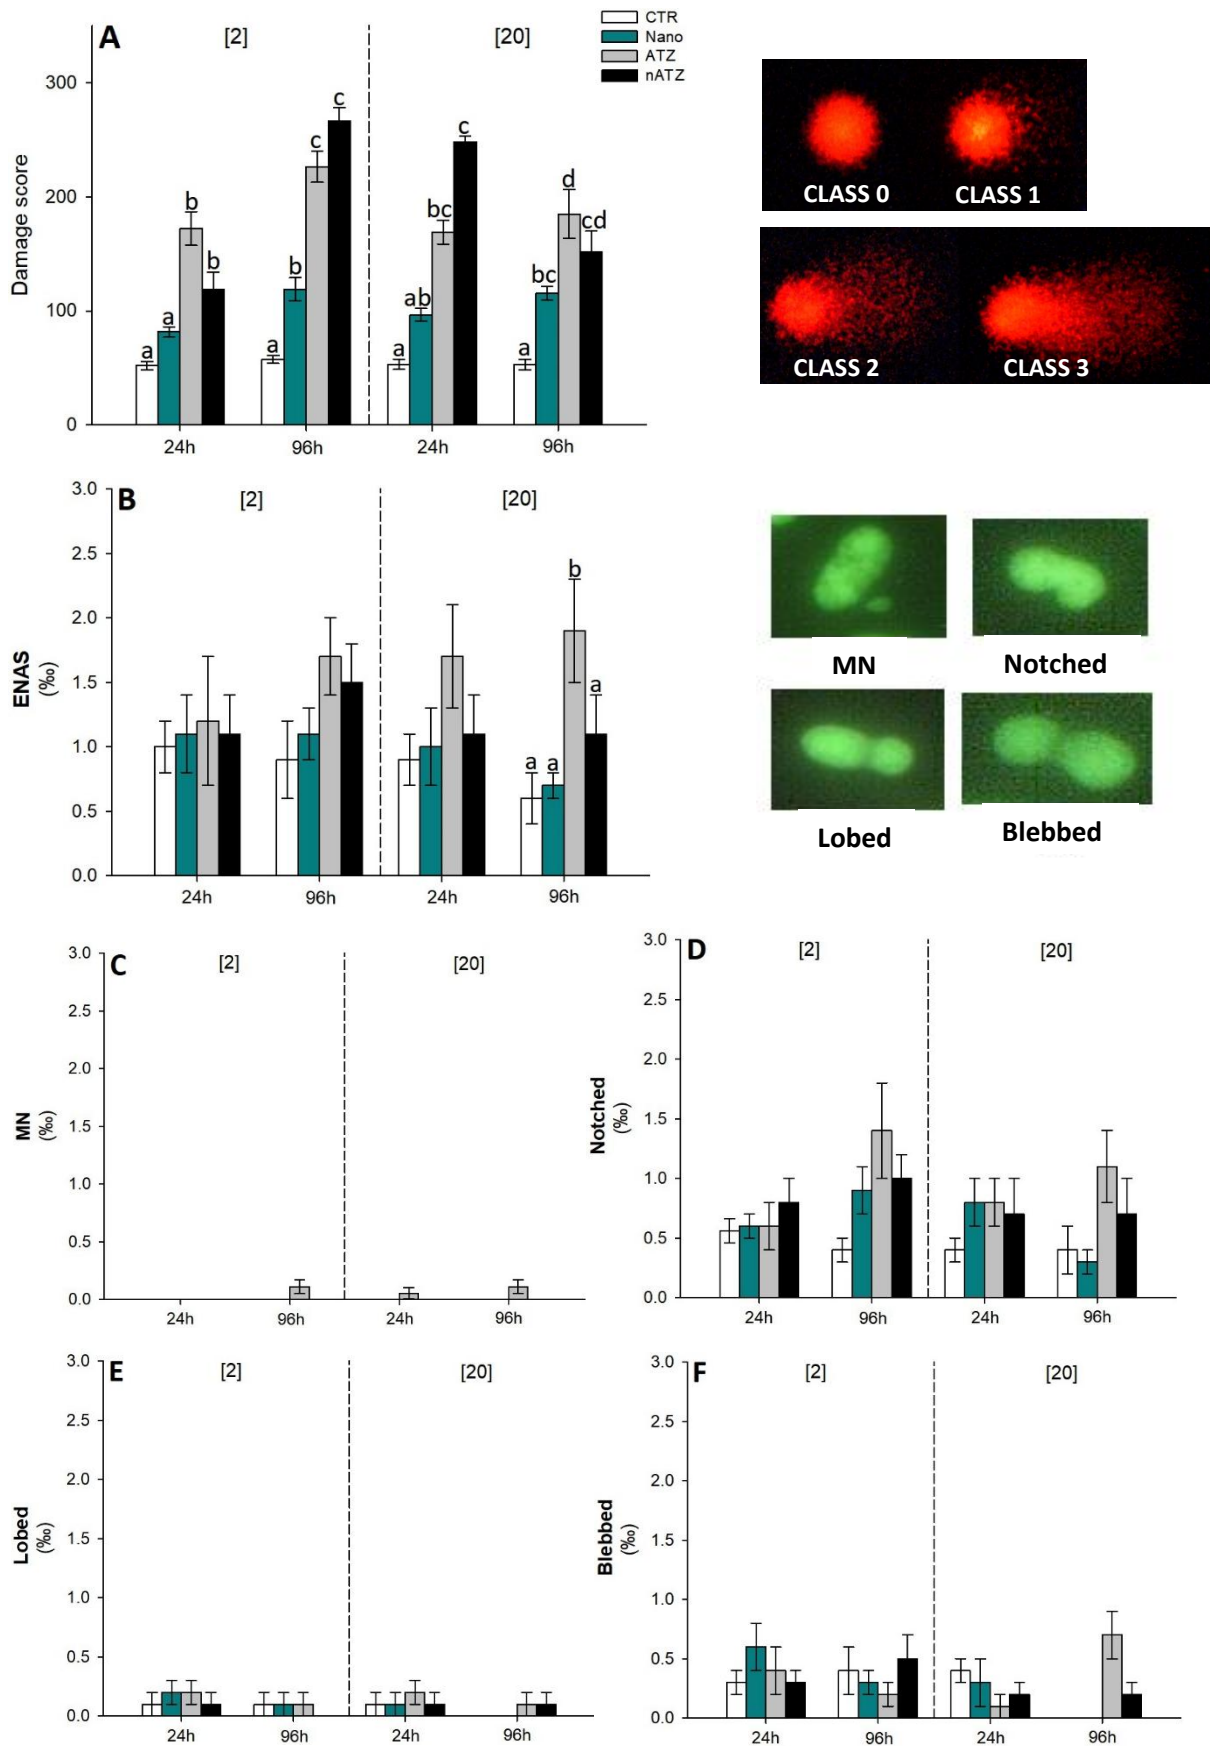 A
[2]
[20]
CTR
Nano
ATZ
nATZ
Damage score
300
200
100
0
a
a
b
b
a
b
c
c
a
ab
bc
c
a
bc
d
cd
24h
96h
24h
96h
CLASS 0
CLASS 1
CLASS 2
CLASS 3
B
[2]
[20]
ENAS
(‰)
3.0
2.5
2.0
1.5
1.0
0.5
0.0
a
a
b
a
24h
96h
24h
96h
MN
Notched
Lobed
Blebbed
C
[2]
[20]
MN
(‰)
3.0
2.5
2.0
1.5
1.0
0.5
0.0
24h
96h
24h
96h
D
[2]
[20]
Notched
(‰)
3.0
2.5
2.0
1.5
1.0
0.5
0.0
24h
96h
24h
96h
E
[2]
[20]
Lobed
(‰)
3.0
2.5
2.0
1.5
1.0
0.5
0.0
24h
96h
24h
96h
F
[2]
[20]
Blebbed
(‰)
3.0
2.5
2.0
1.5
1.0
0.5
0.0
24h
96h
24h
96h